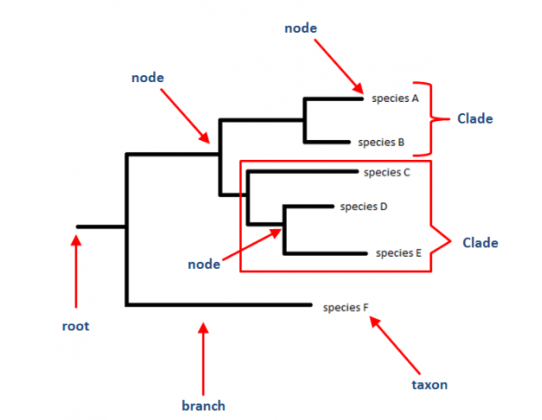 node
node
species A
Clade
species B
species C
species D
Clade
species E
node
species F
root
taxon
branch